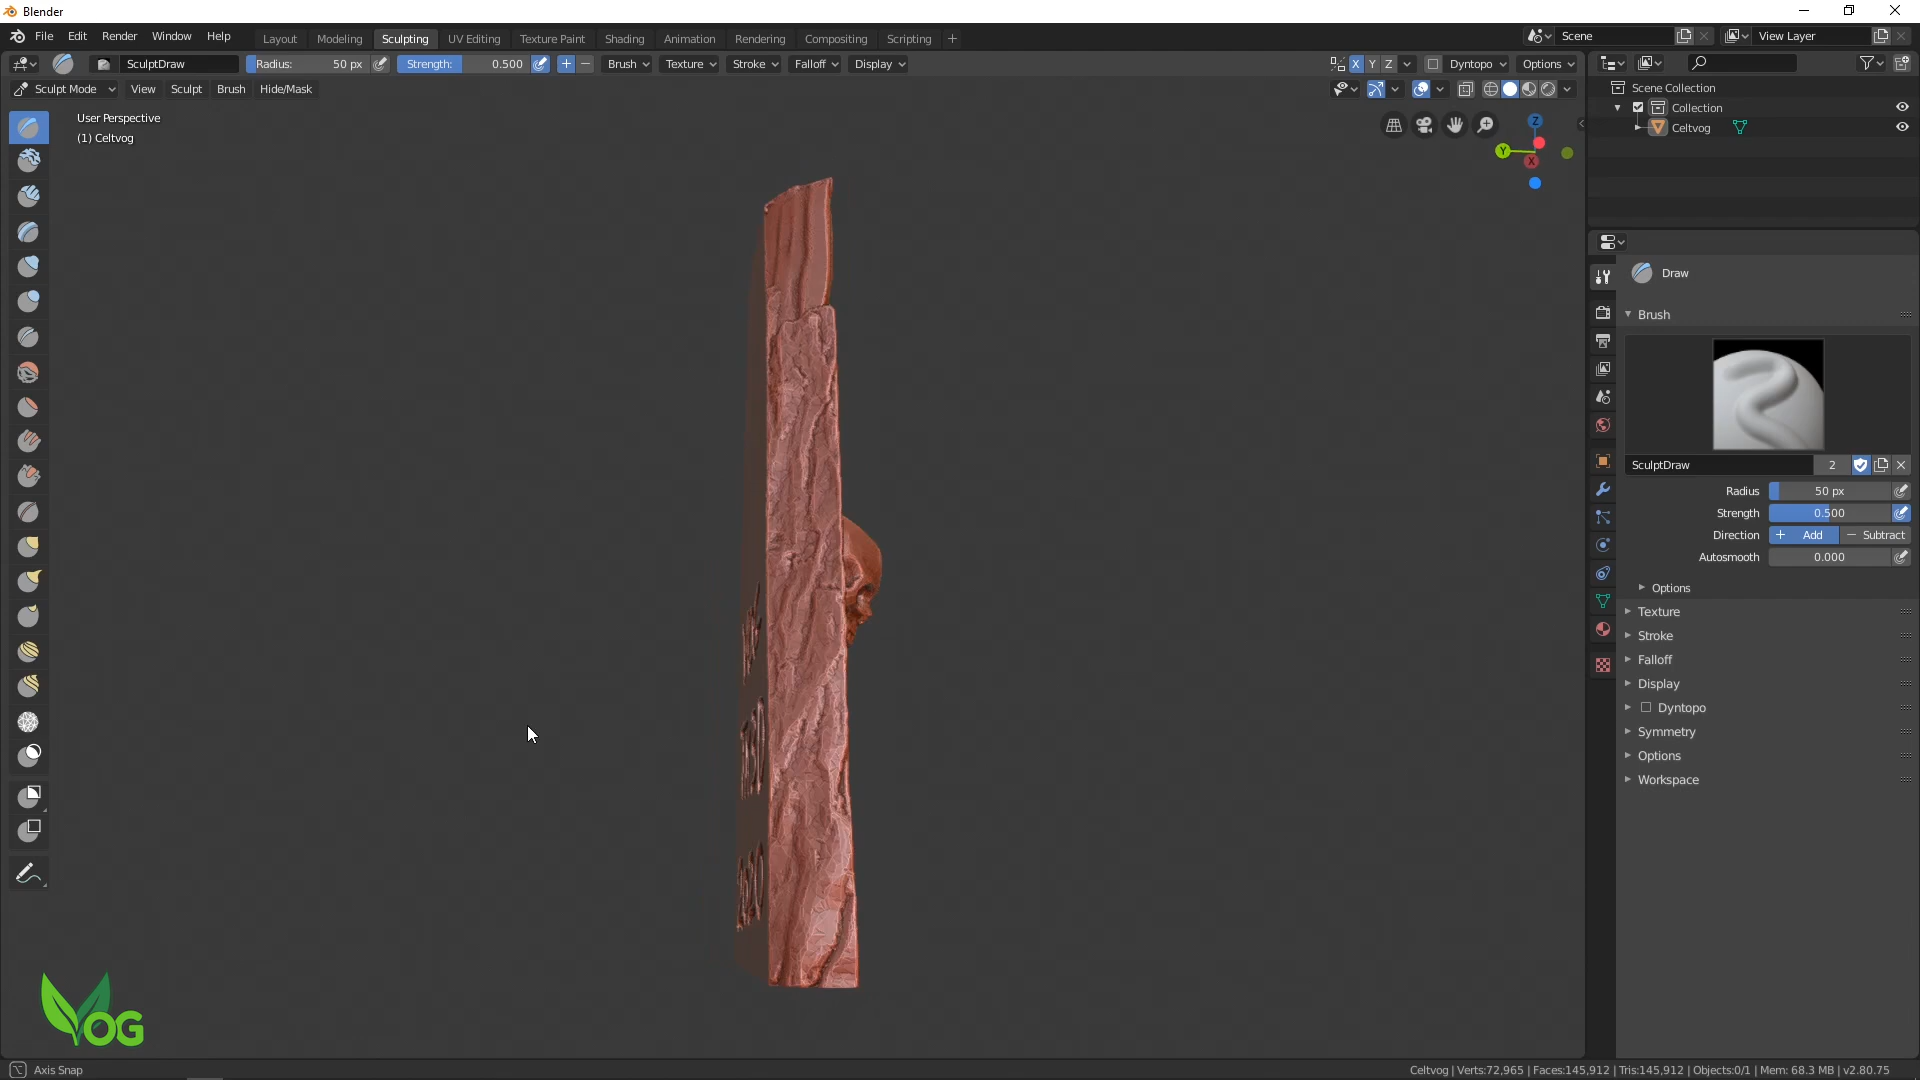 Blender
File Edit Render Window Help
Layout Modeling Sculpting UV Editing Texture Paint Shading Animation Rendering Compositing Scripting +
Scene
View Layer
SculptDraw Radius: 50 px Strength: 0.500 + − Brush Texture Stroke Falloff Display
X Y Z Dyntopo Options
Sculpt Mode View Sculpt Brush Hide/Mask
User Perspective
(1) Celtvog
Z
Y
X
Scene Collection
Collection
Celtvog
Draw
Brush
SculptDraw 2
Radius 50 px
Strength 0.500
Direction + Add − Subtract
Autosmooth 0.000
Options
Texture
Stroke
Falloff
Display
Dyntopo
Symmetry
Options
Workspace
VOG
Axis Snap
Celtvog | Verts:72,965 | Faces:145,912 | Tris:145,912 | Objects:0/1 | Mem: 68.3 MB | v2.80.75